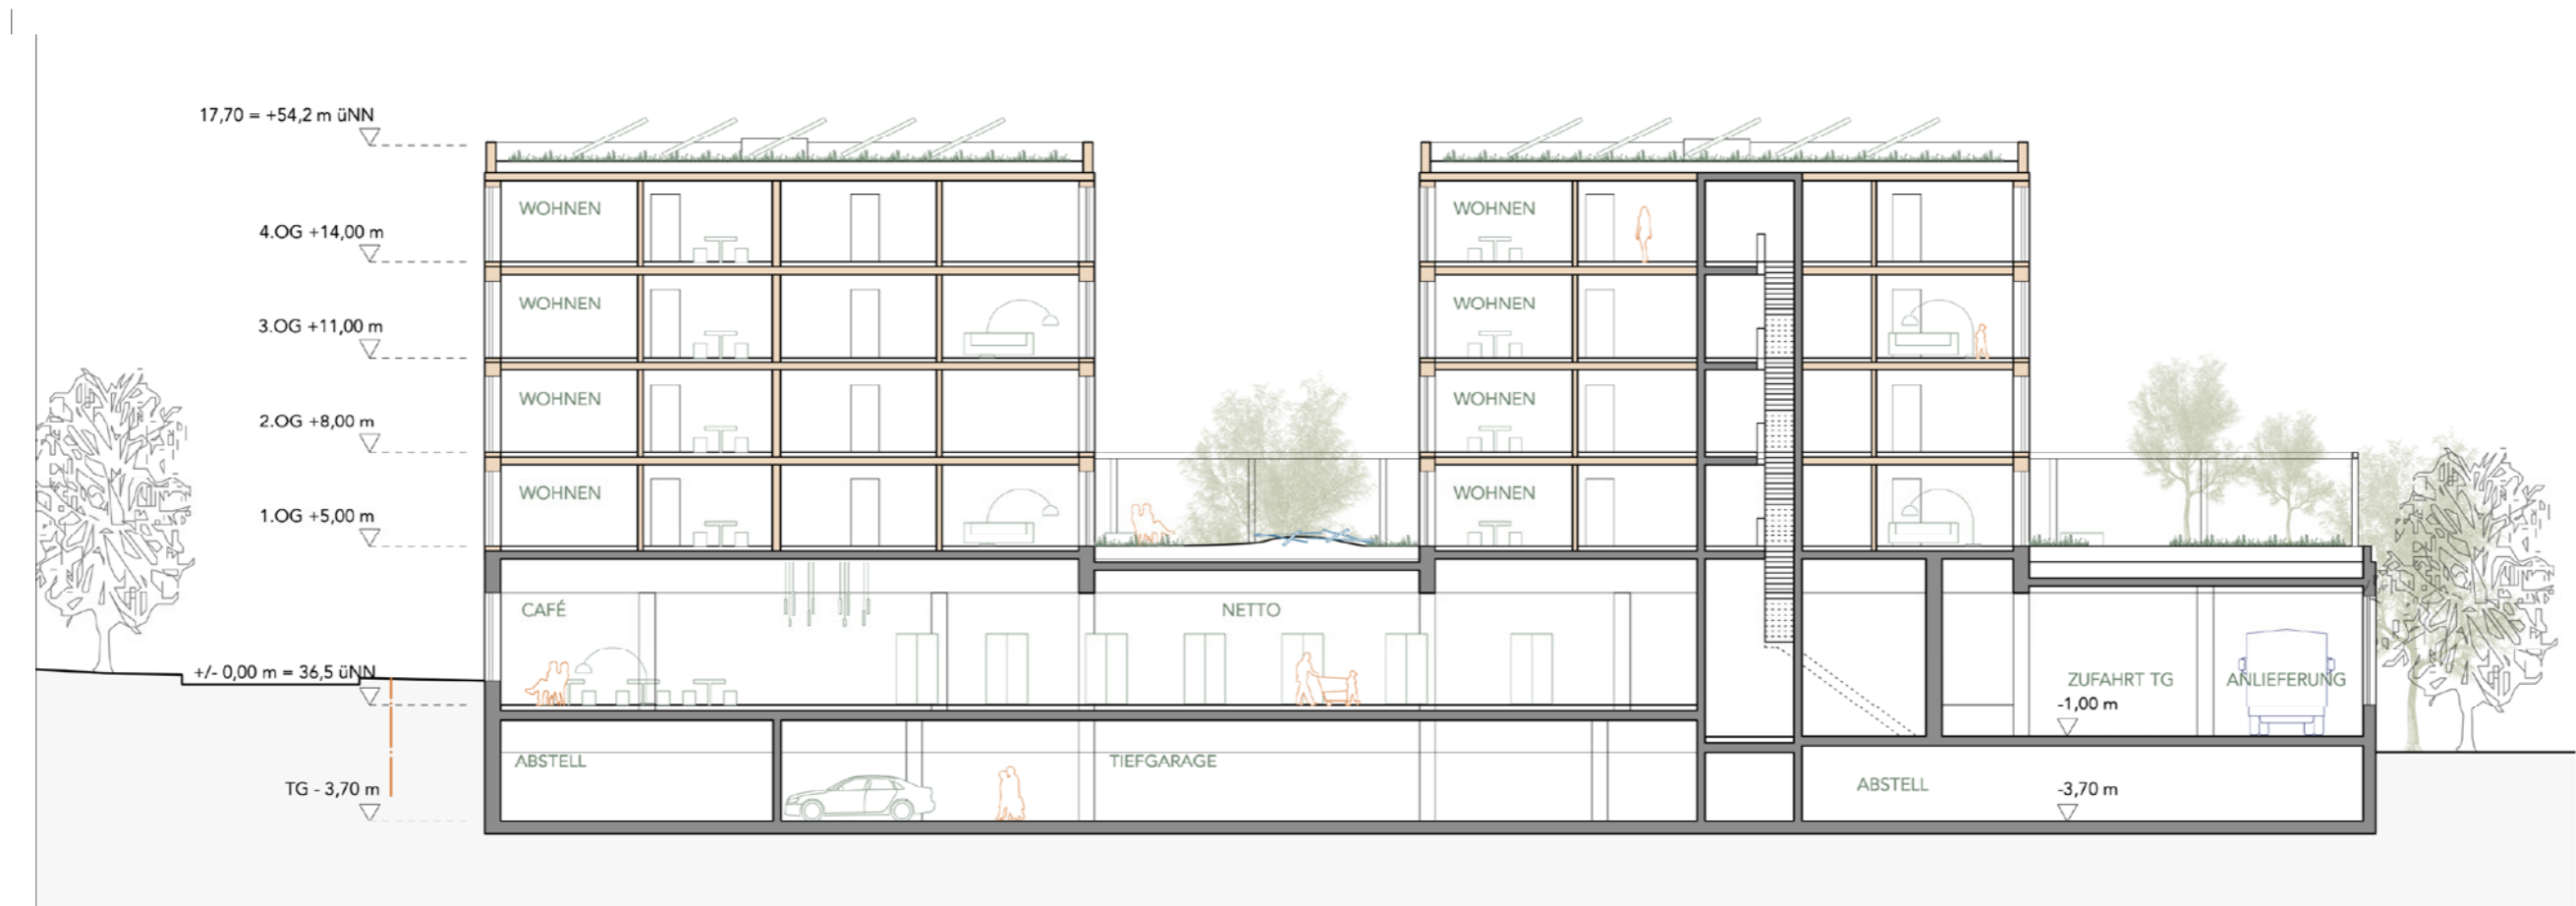 17,70 = +54,2 m üNN
WOHNEN
WOHNEN
4.OG +14,00 m
WOHNEN
WOHNEN
3.OG +11,00 m
WOHNEN
WOHNEN
2.OG +8,00 m
WOHNEN
WOHNEN
1.OG +5,00 m
CAFÉ
NETTO
+/- 0,00 m = 36,5 üNN
ZUFAHRT TG
ANLIEFERUNG
-1,00 m
ABSTELL
TIEFGARAGE
ABSTELL
TG - 3,70 m
-3,70 m